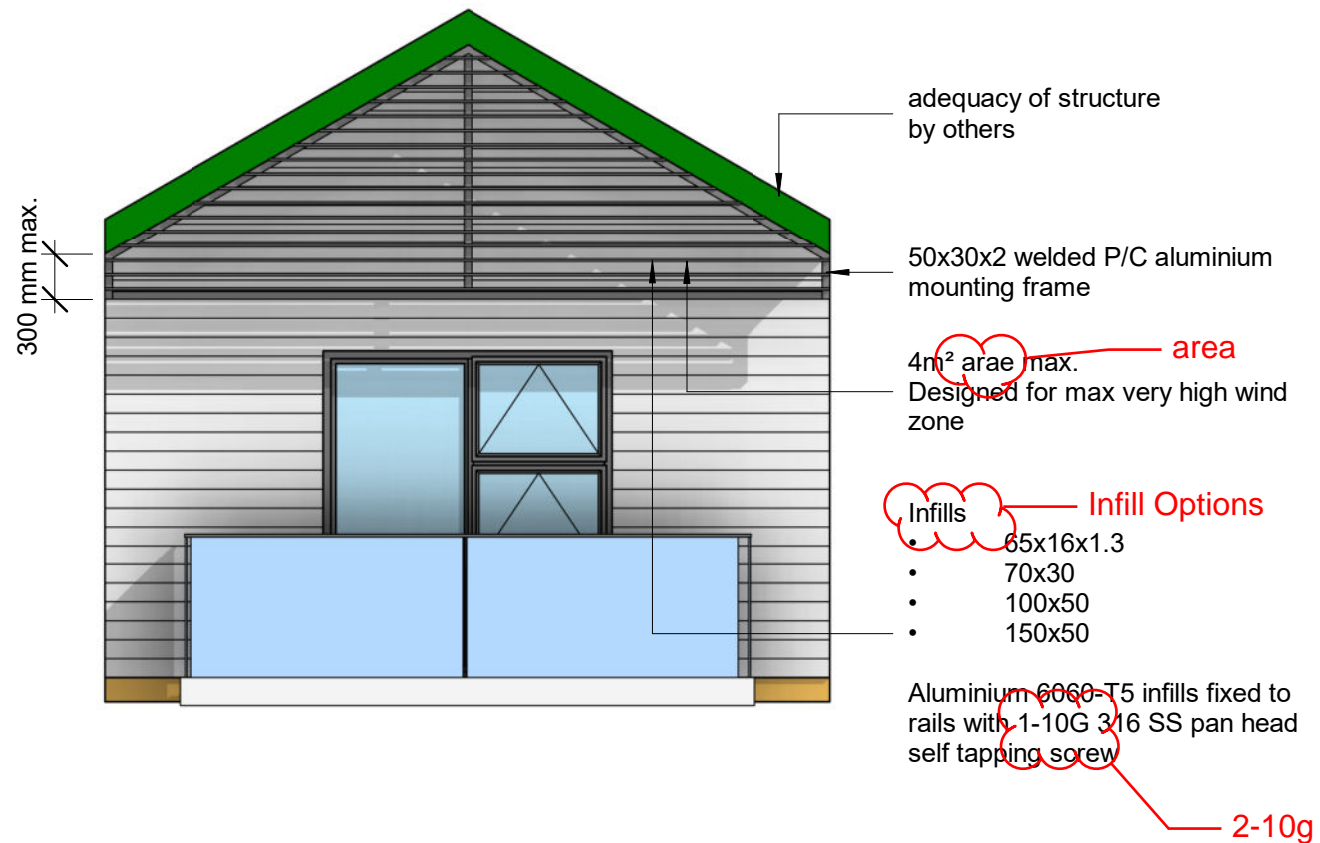 adequacy of structure
by others
300 mm max.
50x30x2 welded P/C aluminium
mounting frame
4m² arae max.
area
Designed for max very high wind
zone
Infills
Infill Options
• 65x16x1.3
• 70x30
• 100x50
• 150x50
Aluminium 6060-T5 infills fixed to
rails with 1-10G 316 SS pan head
self tapping screw
2-10g